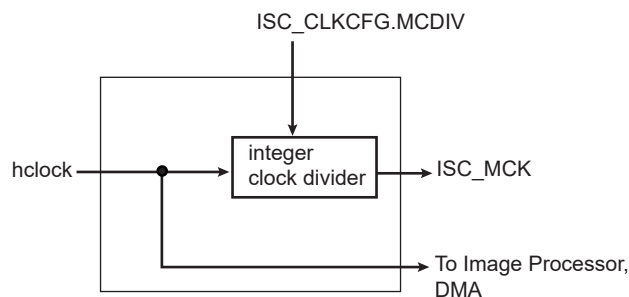 ISC_CLKCFG.MCDIV
integer
clock divider
hclock
ISC_MCK
To Image Processor,
DMA